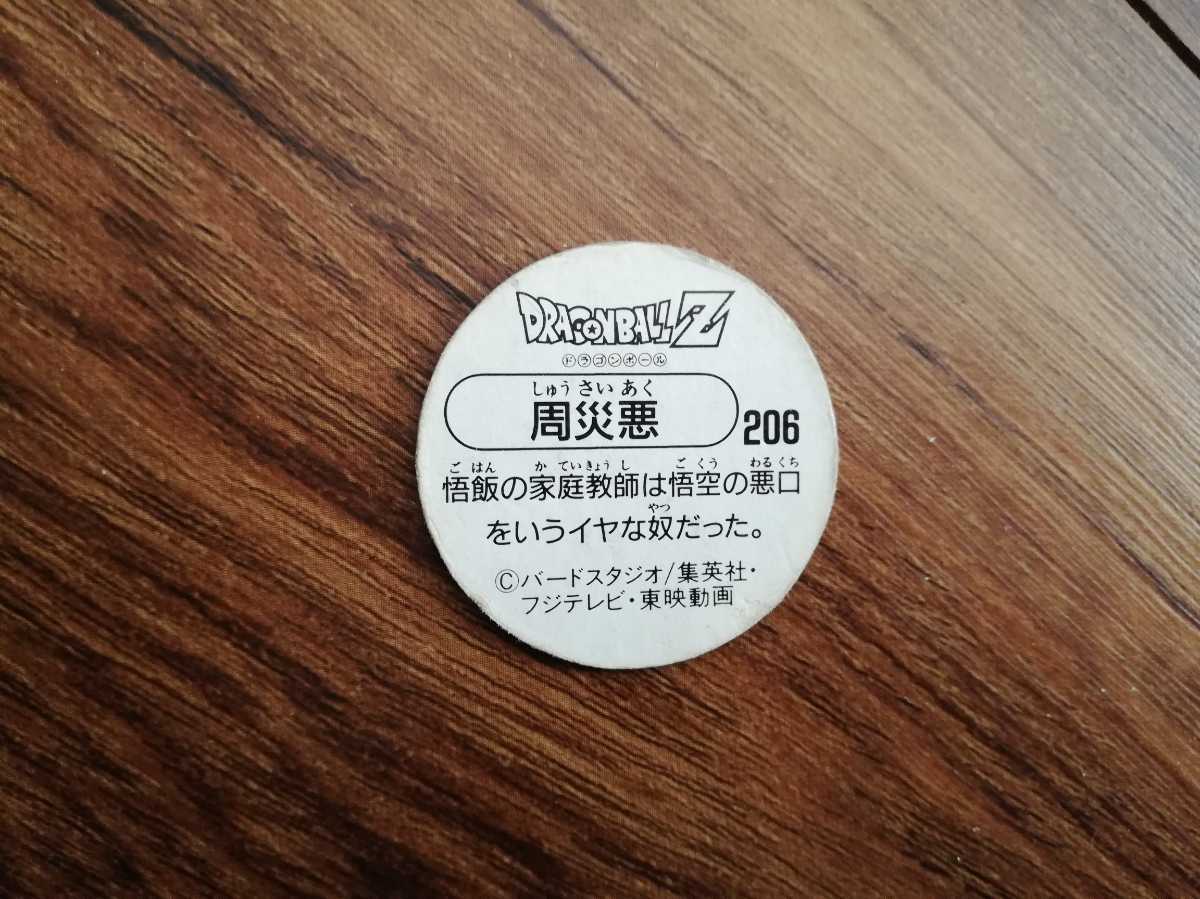 DRAGONBALL Z
ドラゴンボール
しゅう さい あく
周災悪
206
ご はん か てい きょう し ご くう わる くち
悟飯の家庭教師は悟空の悪口
やつ
をいうイヤな奴だった。
©バードスタジオ/集英社・
フジテレビ・東映動画